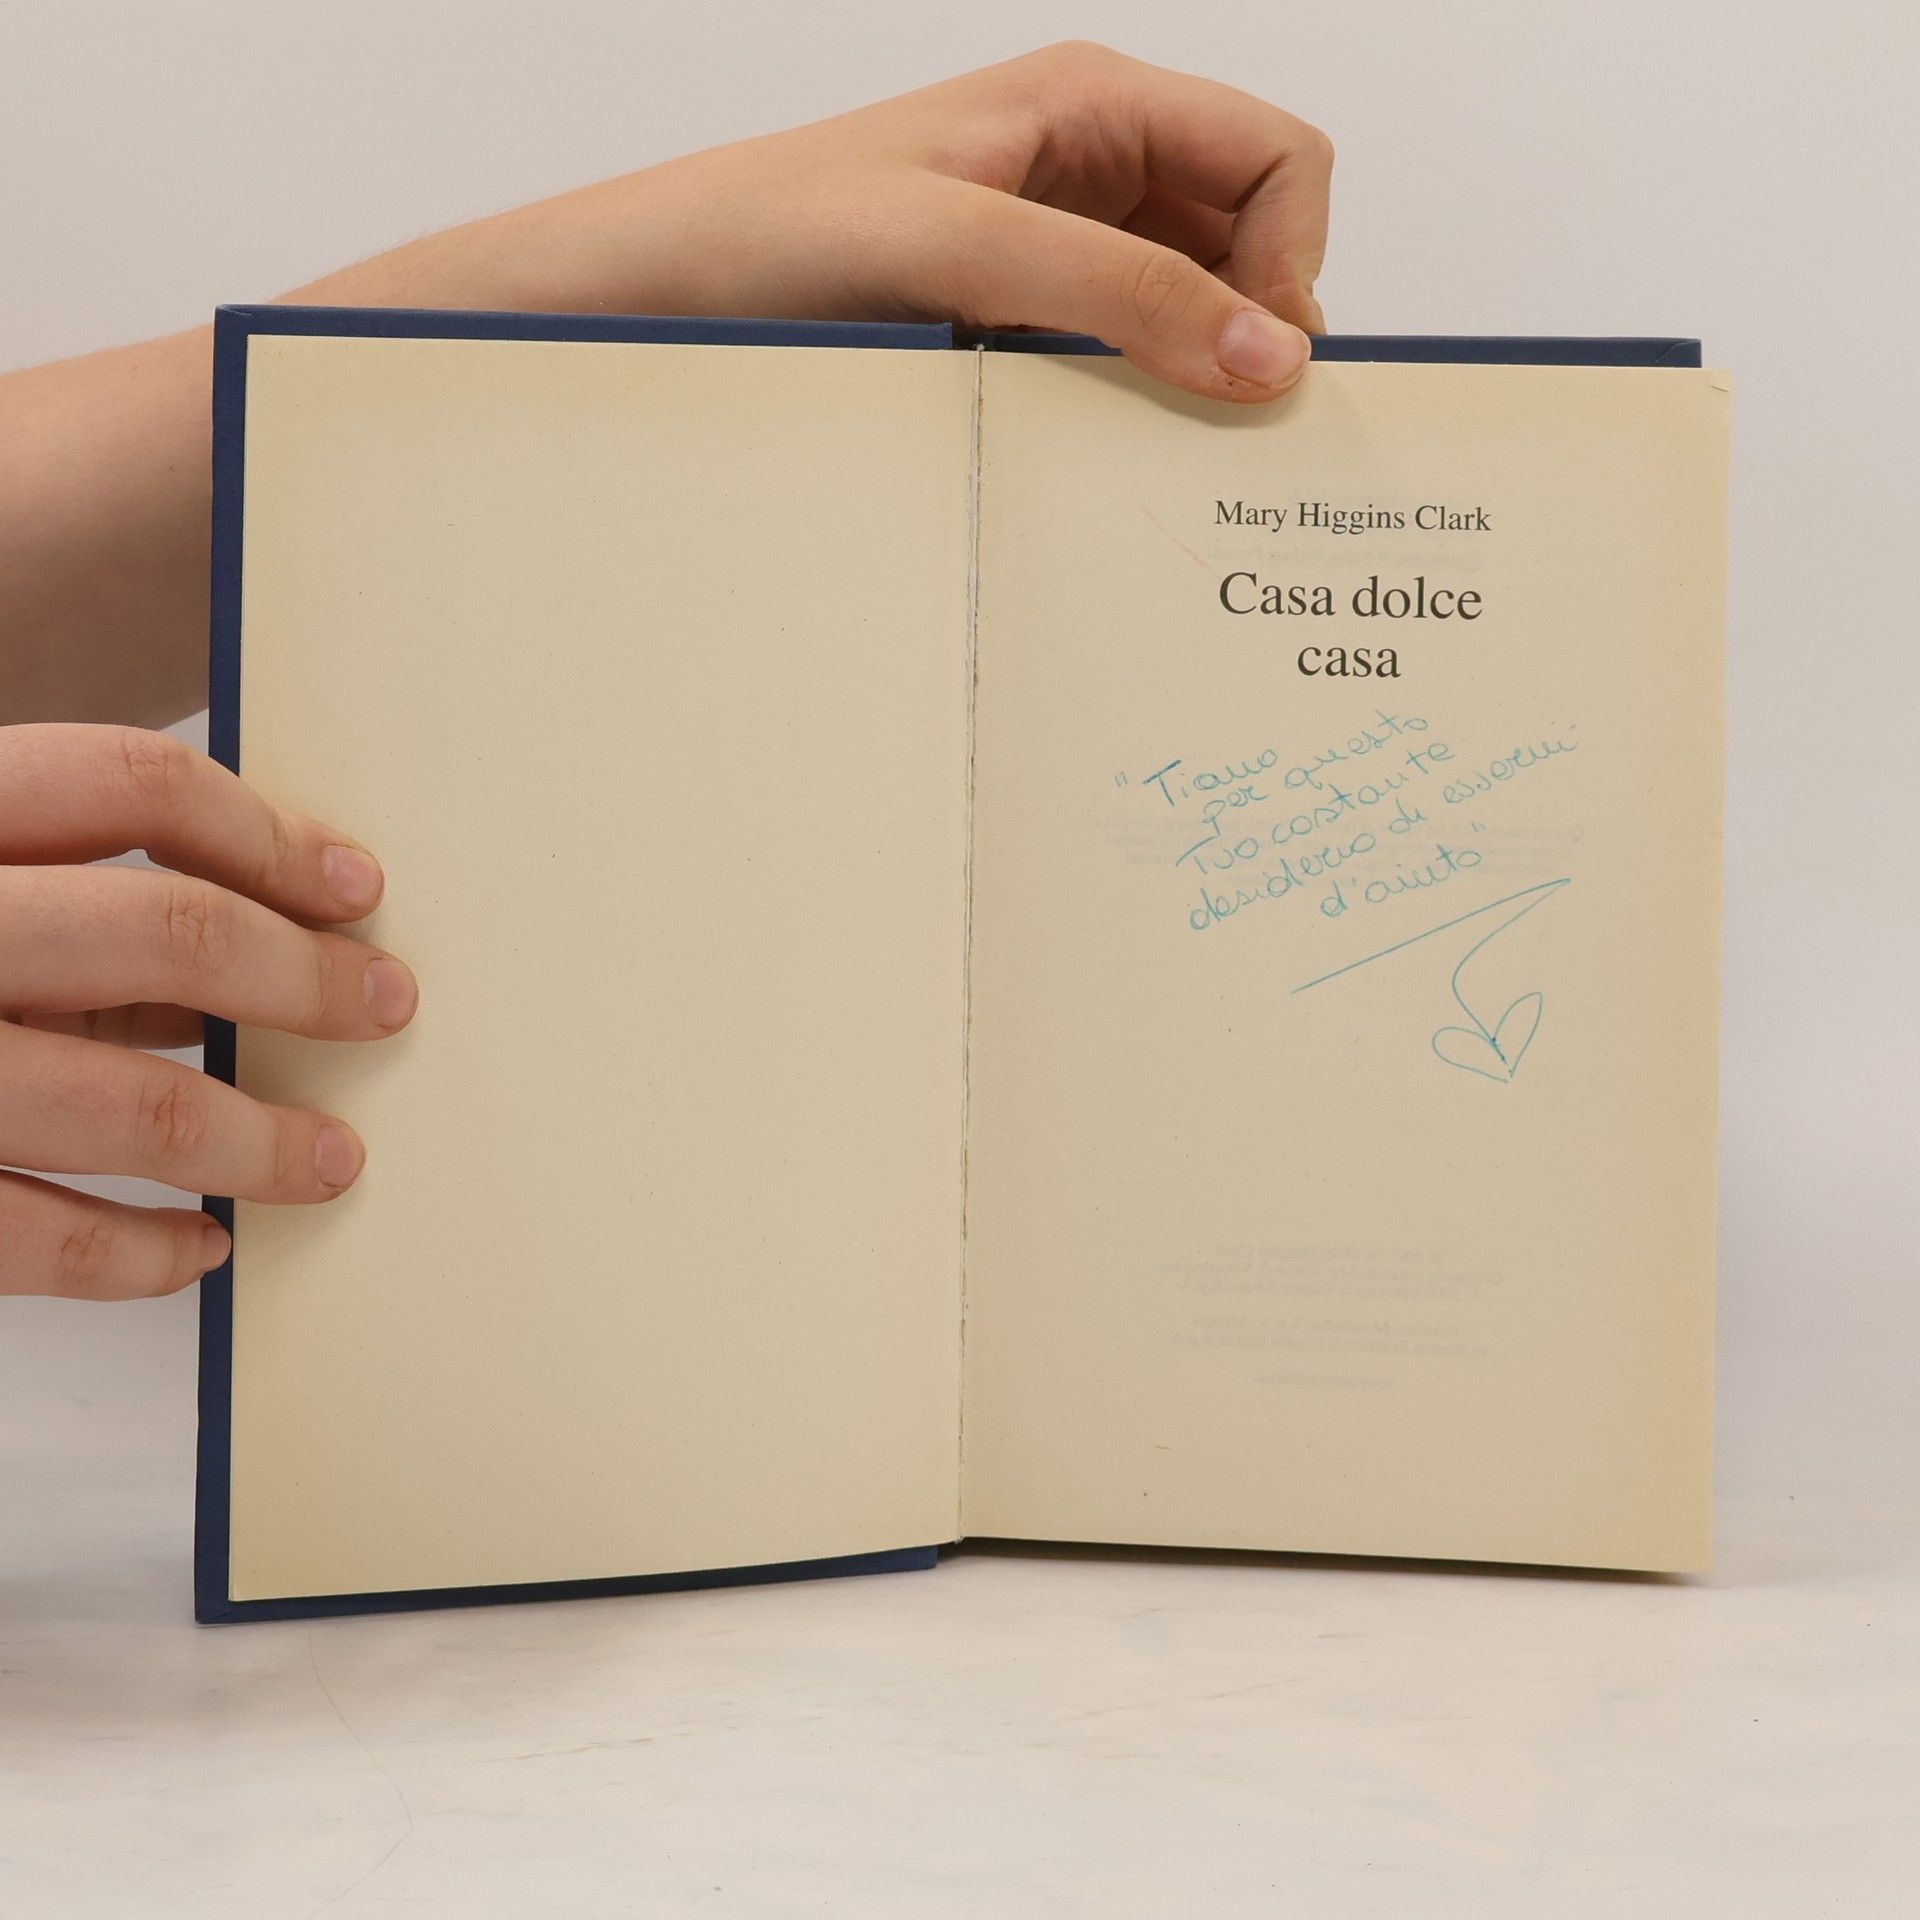 Mary Higgins Clark
Casa dolce
casa
"Ti amo
per questo
Tuo costante
desiderio di essermi
d'aiuto"